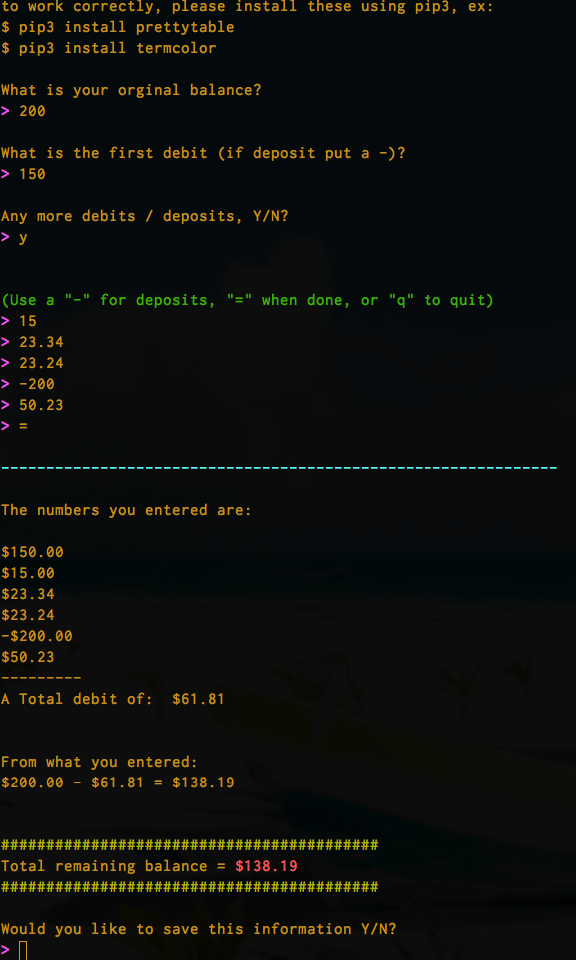 to work correctly, please install these using pip3, ex:
$ pip3 install prettytable
$ pip3 install termcolor
What is your orginal balance?
> 200
What is the first debit (if deposit put a -)?
> 150
Any more debits / deposits, Y/N?
> y
(Use a "-" for deposits, "=" when done, or "q" to quit)
> 15
> 23.34
> 23.24
> -200
> 50.23
> =
--------------------------------------------------------------
The numbers you entered are:
$150.00
$15.00
$23.34
$23.24
-$200.00
$50.23
---------
A Total debit of:  $61.81
From what you entered:
$200.00 - $61.81 = $138.19
##########################################
Total remaining balance = $138.19
##########################################
Would you like to save this information Y/N?
>